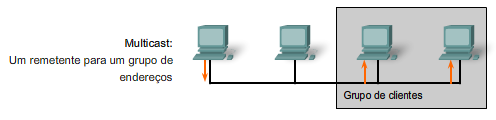 Multicast:
Um remetente para um grupo de
endereços
Grupo de clientes